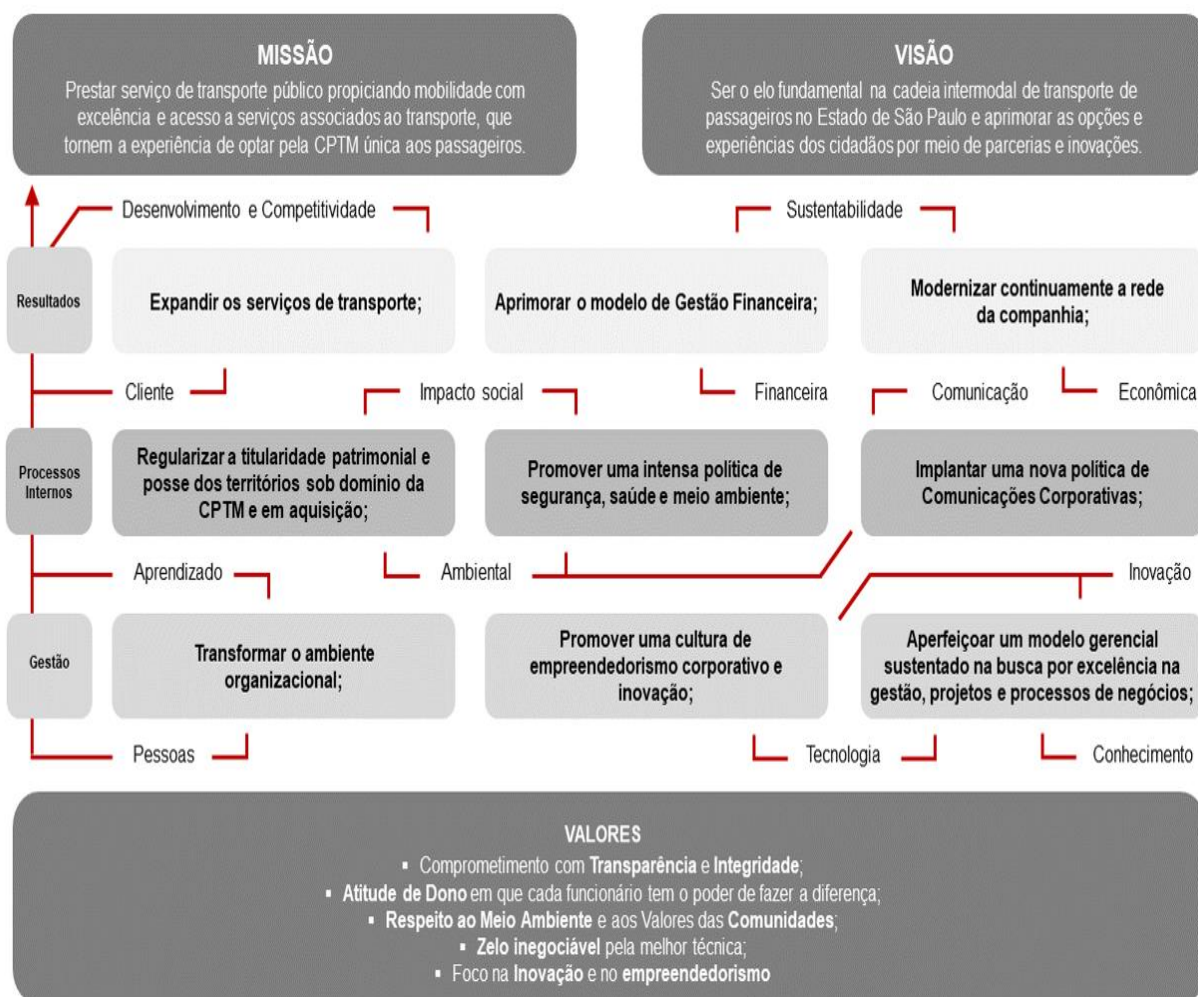 MISSÃO
Prestar serviço de transporte público propiciando mobilidade com
excelência e acesso a serviços associados ao transporte, que
tornem a experiência de optar pela CPTM única aos passageiros.
VISÃO
Ser o elo fundamental na cadeia intermodal de transporte de
passageiros no Estado de São Paulo e aprimorar as opções e
experiências dos cidadãos por meio de parcerias e inovações.
Desenvolvimento e Competitividade
Sustentabilidade
Resultados
Expandir os serviços de transporte;
Aprimorar o modelo de Gestão Financeira;
Modernizar continuamente a rede
da companhia;
Cliente
Impacto social
Financeira
Comunicação
Econômica
Processos
Internos
Regularizar a titularidade patrimonial e
posse dos territórios sob domínio da
CPTM e em aquisição;
Promover uma intensa política de
segurança, saúde e meio ambiente;
Implantar uma nova política de
Comunicações Corporativas;
Aprendizado
Ambiental
Inovação
Gestão
Transformar o ambiente
organizacional;
Promover uma cultura de
empreendedorismo corporativo e
inovação;
Aperfeiçoar um modelo gerencial
sustentado na busca por excelência na
gestão, projetos e processos de negócios;
Pessoas
Tecnologia
Conhecimento
VALORES
▪ Comprometimento com Transparência e Integridade;
▪ Atitude de Dono em que cada funcionário tem o poder de fazer a diferença;
▪ Respeito ao Meio Ambiente e aos Valores das Comunidades;
▪ Zelo inegociável pela melhor técnica;
▪ Foco na Inovação e no empreendedorismo